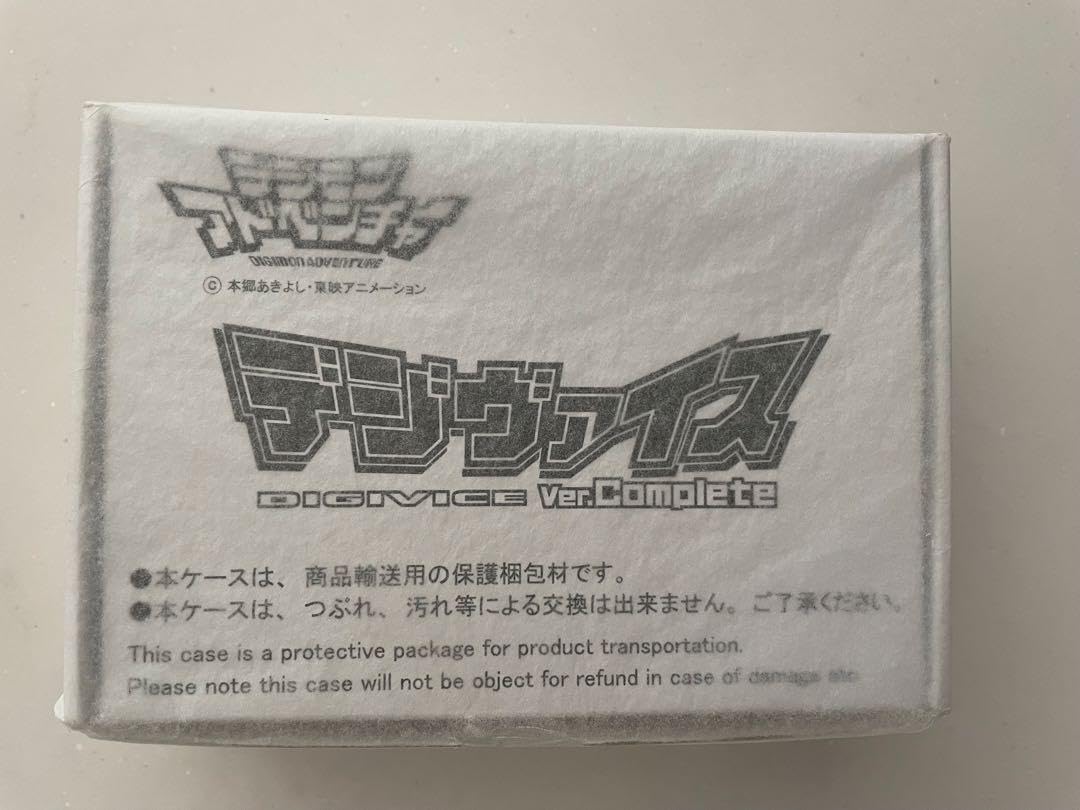 デジモン
アドベンチャー
DIGIMON ADVENTURE
© 本郷あきよし・東映アニメーション
デジヴァイス
DIGIVICE Ver.Complete
●本ケースは、商品輸送用の保護梱包材です。
●本ケースは、つぶれ、汚れ等による交換は出来ません。ご了承ください。
This case is a protective package for product transportation.
Please note this case will not be object for refund in case of damage etc